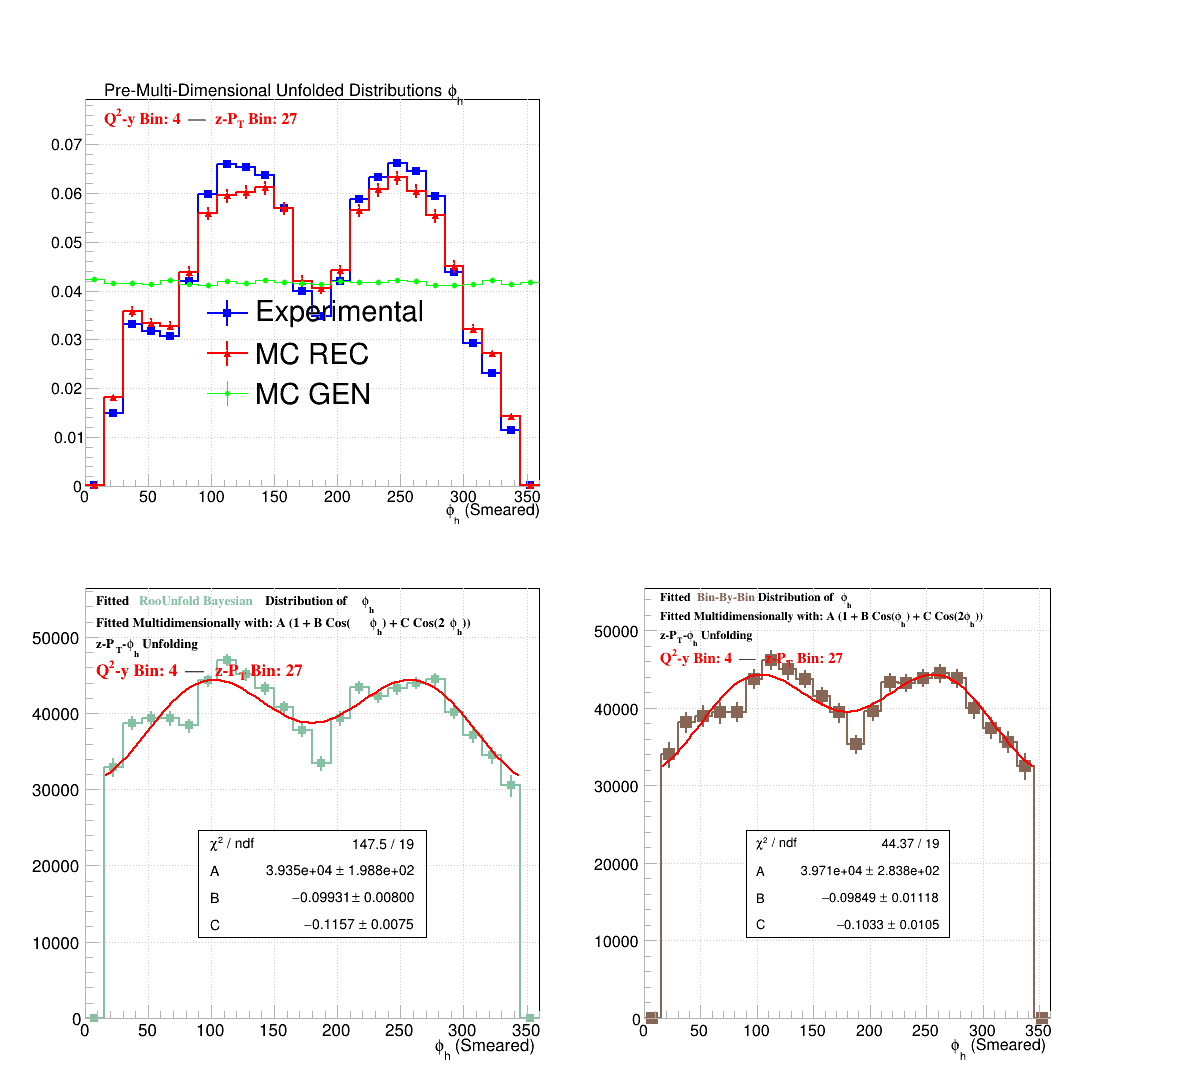 Pre-Multi-Dimensional Unfolded Distributions ϕh
Q2-y Bin: 4 — z-PT Bin: 27
0.07
0.06
0.05
0.04
0.03
0.02
0.01
0
Experimental
MC REC
MC GEN
0 50 100 150 200 250 300 350
ϕh (Smeared)
Fitted RooUnfold Bayesian Distribution of ϕh
Fitted Multidimensionally with: A (1 + B Cos( ϕh) + C Cos(2 ϕh))
z-PT-ϕh Unfolding
Q2-y Bin: 4 — z-PT Bin: 27
50000
40000
30000
20000
10000
0
χ2 / ndf 147.5 / 19
A 3.935e+04 ± 1.988e+02
B −0.09931 ± 0.00800
C −0.1157 ± 0.0075
0 50 100 150 200 250 300 350
ϕh (Smeared)
Fitted Bin-By-Bin Distribution of ϕh
Fitted Multidimensionally with: A (1 + B Cos(ϕh) + C Cos(2ϕh))
z-PT-ϕh Unfolding
Q2-y Bin: 4 — z-PT Bin: 27
50000
40000
30000
20000
10000
0
χ2 / ndf 44.37 / 19
A 3.971e+04 ± 2.838e+02
B −0.09849 ± 0.01118
C −0.1033 ± 0.0105
0 50 100 150 200 250 300 350
ϕh (Smeared)